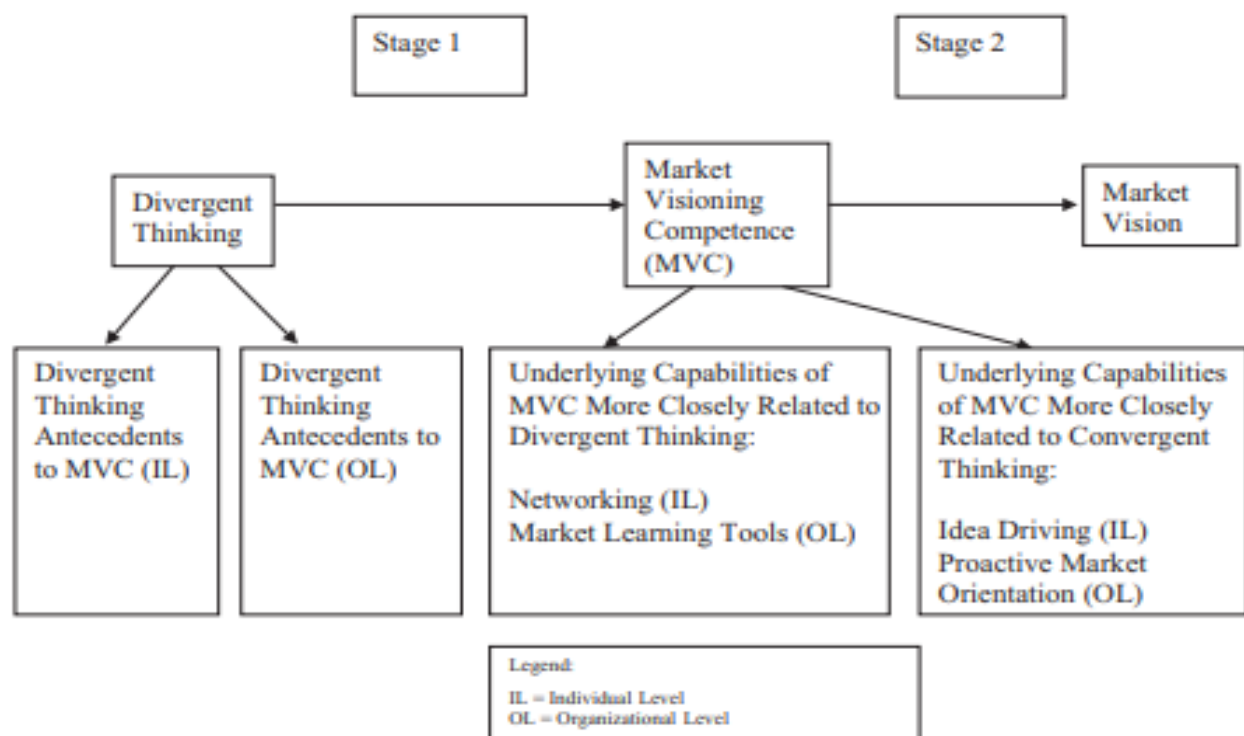 Stage 1
Stage 2
Divergent
Thinking
Market
Visioning
Competence
(MVC)
Market
Vision
Divergent
Thinking
Antecedents
to MVC (IL)
Divergent
Thinking
Antecedents to
MVC (OL)
Underlying Capabilities of
MVC More Closely Related to
Divergent Thinking:
Networking (IL)
Market Learning Tools (OL)
Underlying Capabilities
of MVC More Closely
Related to Convergent
Thinking:
Idea Driving (IL)
Proactive Market
Orientation (OL)
Legend:
IL = Individual Level
OL = Organizational Level